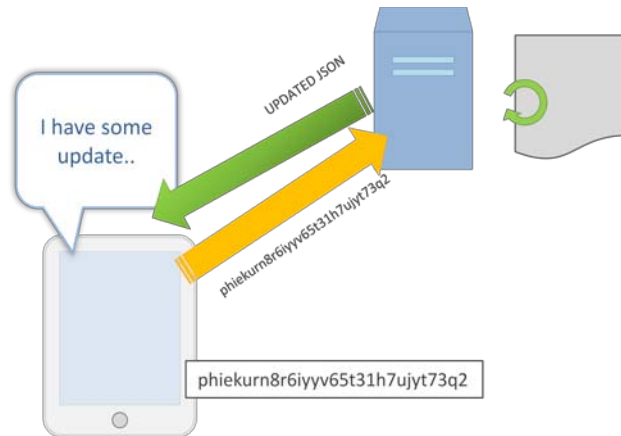 UPDATED JSON
I have some
update..
phiekurn8r6iyyv65t31h7ujyt73q2
phiekurn8r6iyyv65t31h7ujyt73q2